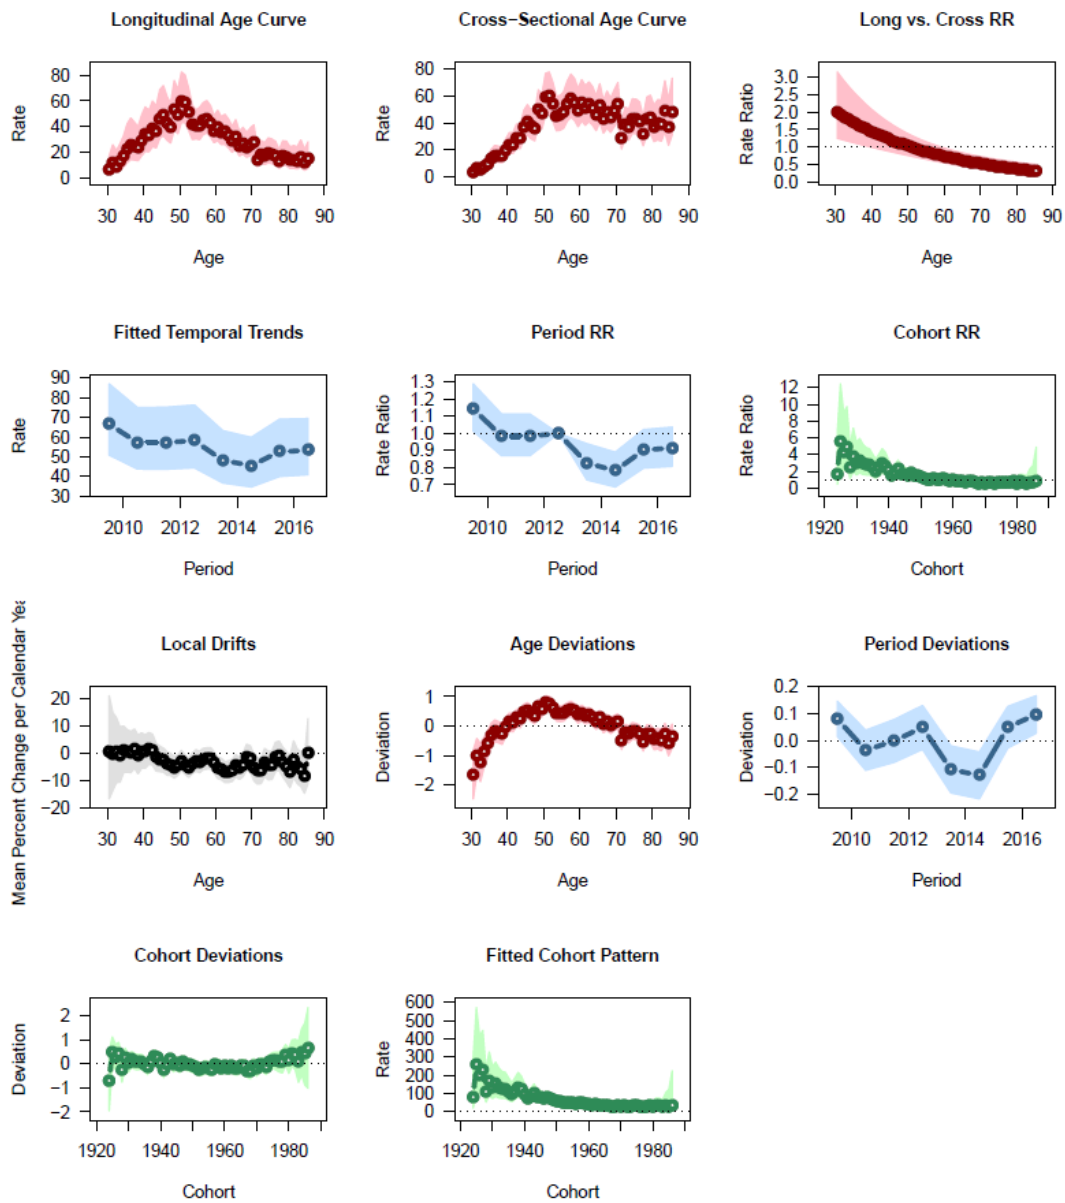 Longitudinal Age Curve
Rate
80
60
40
20
0
30 40 50 60 70 80 90
Age
Cross−Sectional Age Curve
Rate
80
60
40
20
0
30 40 50 60 70 80 90
Age
Long vs. Cross RR
Rate Ratio
3.0
2.5
2.0
1.5
1.0
0.5
0.0
30 40 50 60 70 80 90
Age
Fitted Temporal Trends
Rate
90
80
70
60
50
40
30
2010 2012 2014 2016
Period
Period RR
Rate Ratio
1.3
1.2
1.1
1.0
0.9
0.8
0.7
2010 2012 2014 2016
Period
Cohort RR
Rate Ratio
12
10
8
6
4
2
0
1920 1940 1960 1980
Cohort
Local Drifts
Mean Percent Change per Calendar Yea
20
10
0
−10
−20
30 40 50 60 70 80 90
Age
Age Deviations
Deviation
1
0
−1
−2
30 40 50 60 70 80 90
Age
Period Deviations
Deviation
0.2
0.1
0.0
−0.1
−0.2
2010 2012 2014 2016
Period
Cohort Deviations
Deviation
2
1
0
−1
−2
1920 1940 1960 1980
Cohort
Fitted Cohort Pattern
Rate
600
500
400
300
200
100
0
1920 1940 1960 1980
Cohort